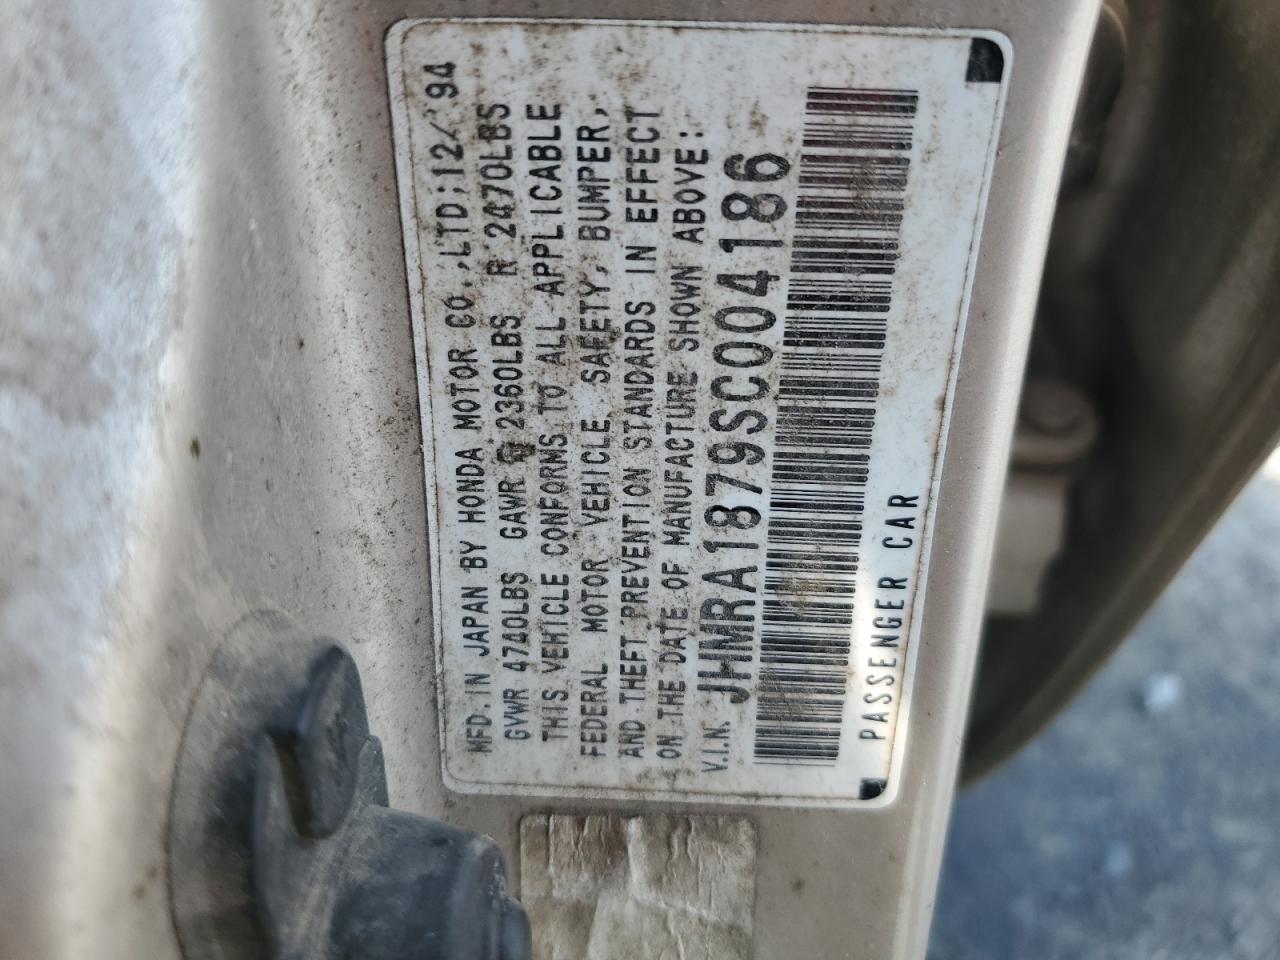 MFD.IN JAPAN BY HONDA MOTOR CO.,LTD;12/'94
GVWR 4740LBS GAWR F 2360LBS R 2470LBS
THIS VEHICLE CONFORMS TO ALL APPLICABLE
FEDERAL MOTOR VEHICLE SAFETY, BUMPER,
AND THEFT PREVENTION STANDARDS IN EFFECT
ON THE DATE OF MANUFACTURE SHOWN ABOVE:
V.I.N. JHMRA1879SC004186
PASSENGER CAR